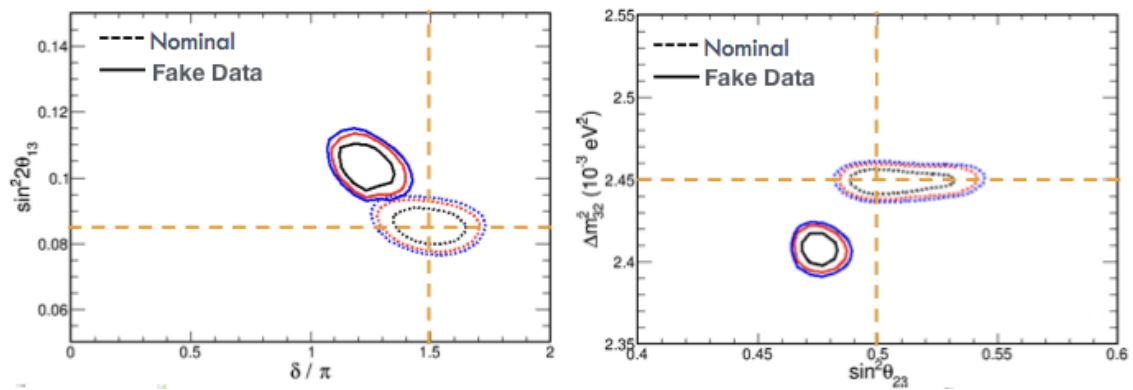 0.15
--- Nominal
— Fake Data
0.12
0.1
0.08
0.06
sin²2θ₁₃
0
0.5
1
1.5
2
δ / π
2.55
--- Nominal
— Fake Data
2.5
2.45
2.4
2.35
Δm²₃₂ (10⁻³ eV²)
0.4
0.45
0.5
0.55
0.6
sin²θ₂₃